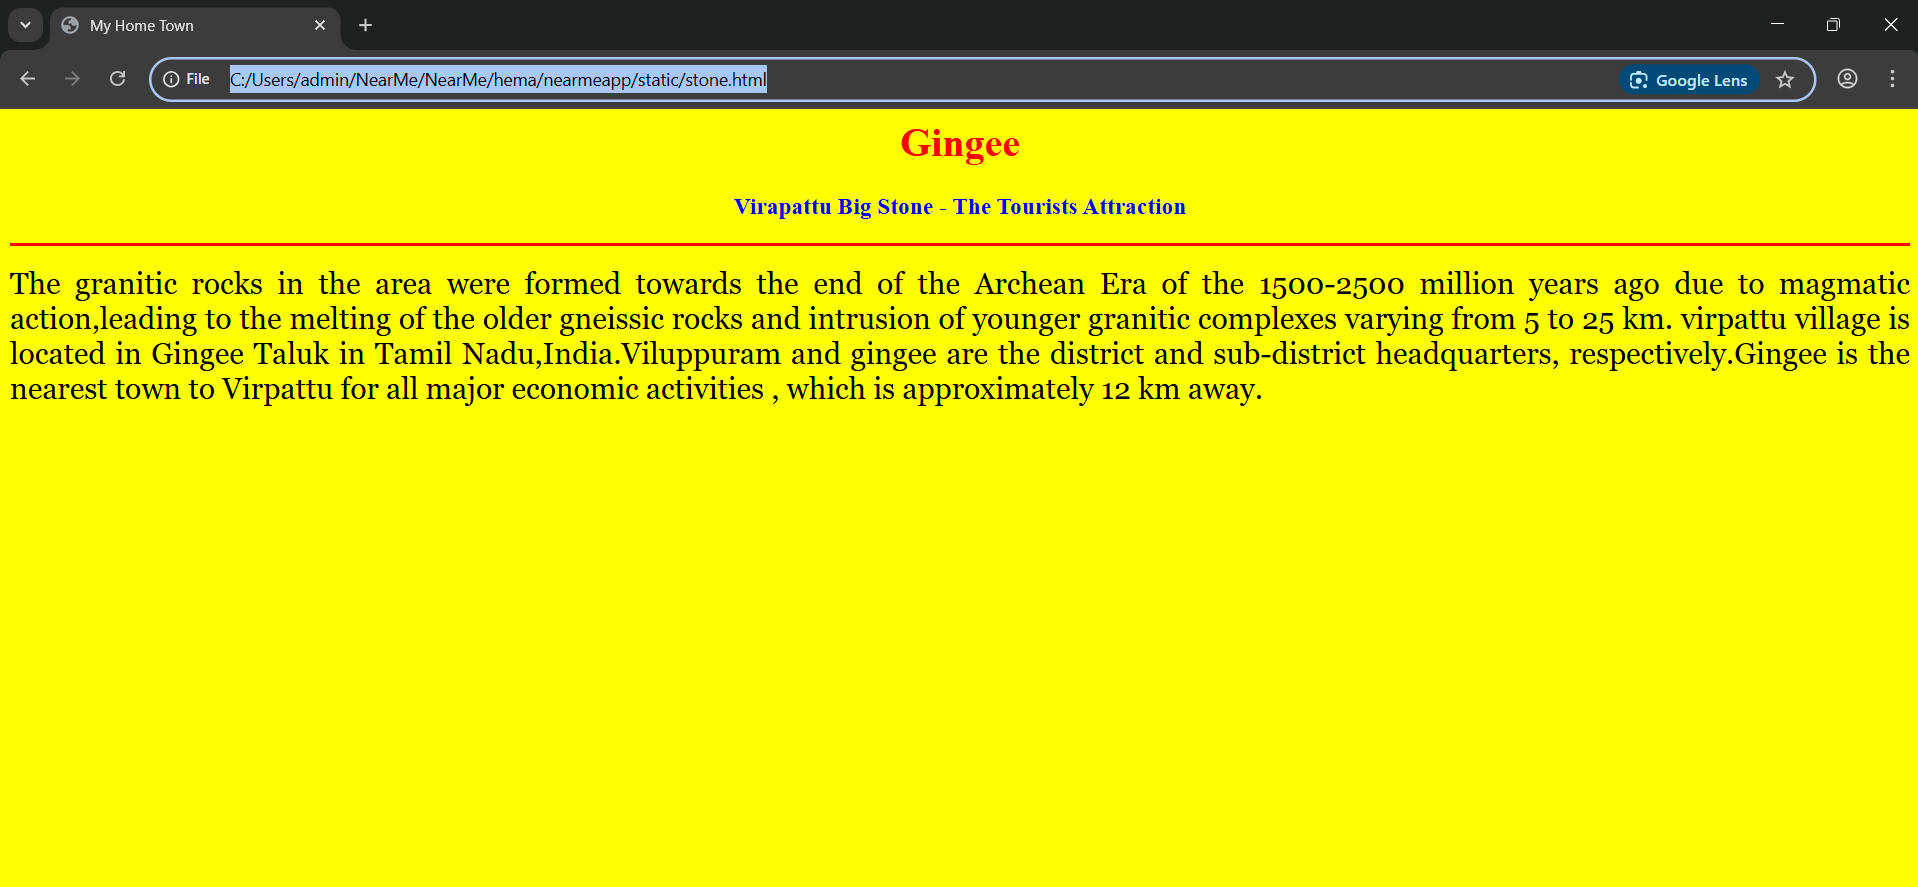 My Home Town
File C:/Users/admin/NearMe/NearMe/hema/nearmeapp/static/stone.html Google Lens
Gingee
Virapattu Big Stone - The Tourists Attraction
The granitic rocks in the area were formed towards the end of the Archean Era of the 1500-2500 million years ago due to magmatic
action,leading to the melting of the older gneissic rocks and intrusion of younger granitic complexes varying from 5 to 25 km. virpattu village is
located in Gingee Taluk in Tamil Nadu,India.Viluppuram and gingee are the district and sub-district headquarters, respectively.Gingee is the
nearest town to Virpattu for all major economic activities , which is approximately 12 km away.